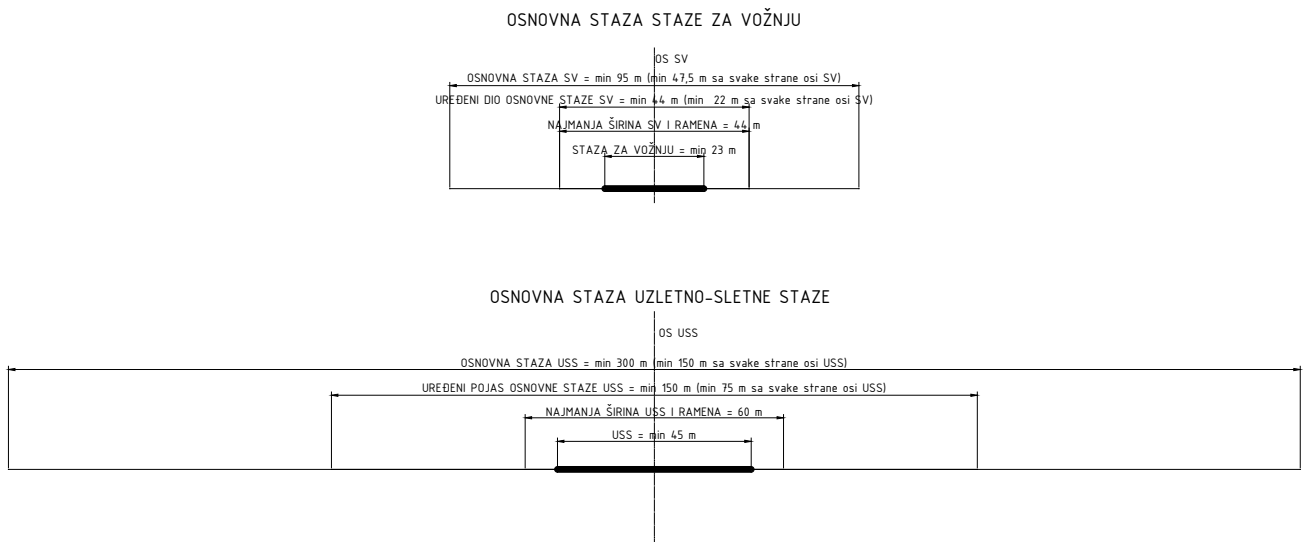 OSNOVNA STAZA STAZE ZA VOŽNJU
OS SV
OSNOVNA STAZA SV = min 95 m (min 47,5 m sa svake strane osi SV)
UREĐENI DIO OSNOVNE STAZE SV = min 44 m (min 22 m sa svake strane osi SV)
NAJMANJA ŠIRINA SV I RAMENA = 44 m
STAZA ZA VOŽNJU = min 23 m
OSNOVNA STAZA UZLETNO-SLETNE STAZE
OS USS
OSNOVNA STAZA USS = min 300 m (min 150 m sa svake strane osi USS)
UREĐENI POJAS OSNOVNE STAZE USS = min 150 m (min 75 m sa svake strane osi USS)
NAJMANJA ŠIRINA USS I RAMENA = 60 m
USS = min 45 m